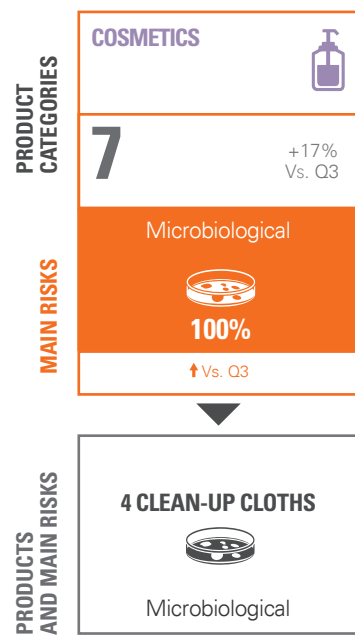 PRODUCT
CATEGORIES
COSMETICS
7
+17%
Vs. Q3
MAIN RISKS
Microbiological
100%
↑ Vs. Q3
PRODUCTS
AND MAIN RISKS
4 CLEAN-UP CLOTHS
Microbiological